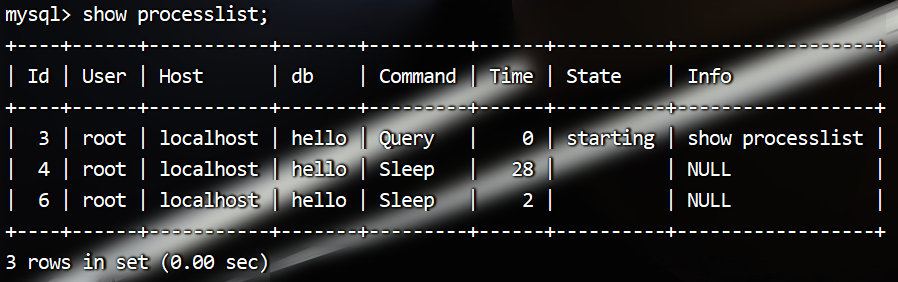 mysql> show processlist;
+----+------+-----------+-------+---------+------+----------+------------------+
| Id | User | Host      | db    | Command | Time | State    | Info             |
+----+------+-----------+-------+---------+------+----------+------------------+
|  3 | root | localhost | hello | Query   |    0 | starting | show processlist |
|  4 | root | localhost | hello | Sleep   |   28 |          | NULL             |
|  6 | root | localhost | hello | Sleep   |    2 |          | NULL             |
+----+------+-----------+-------+---------+------+----------+------------------+
3 rows in set (0.00 sec)